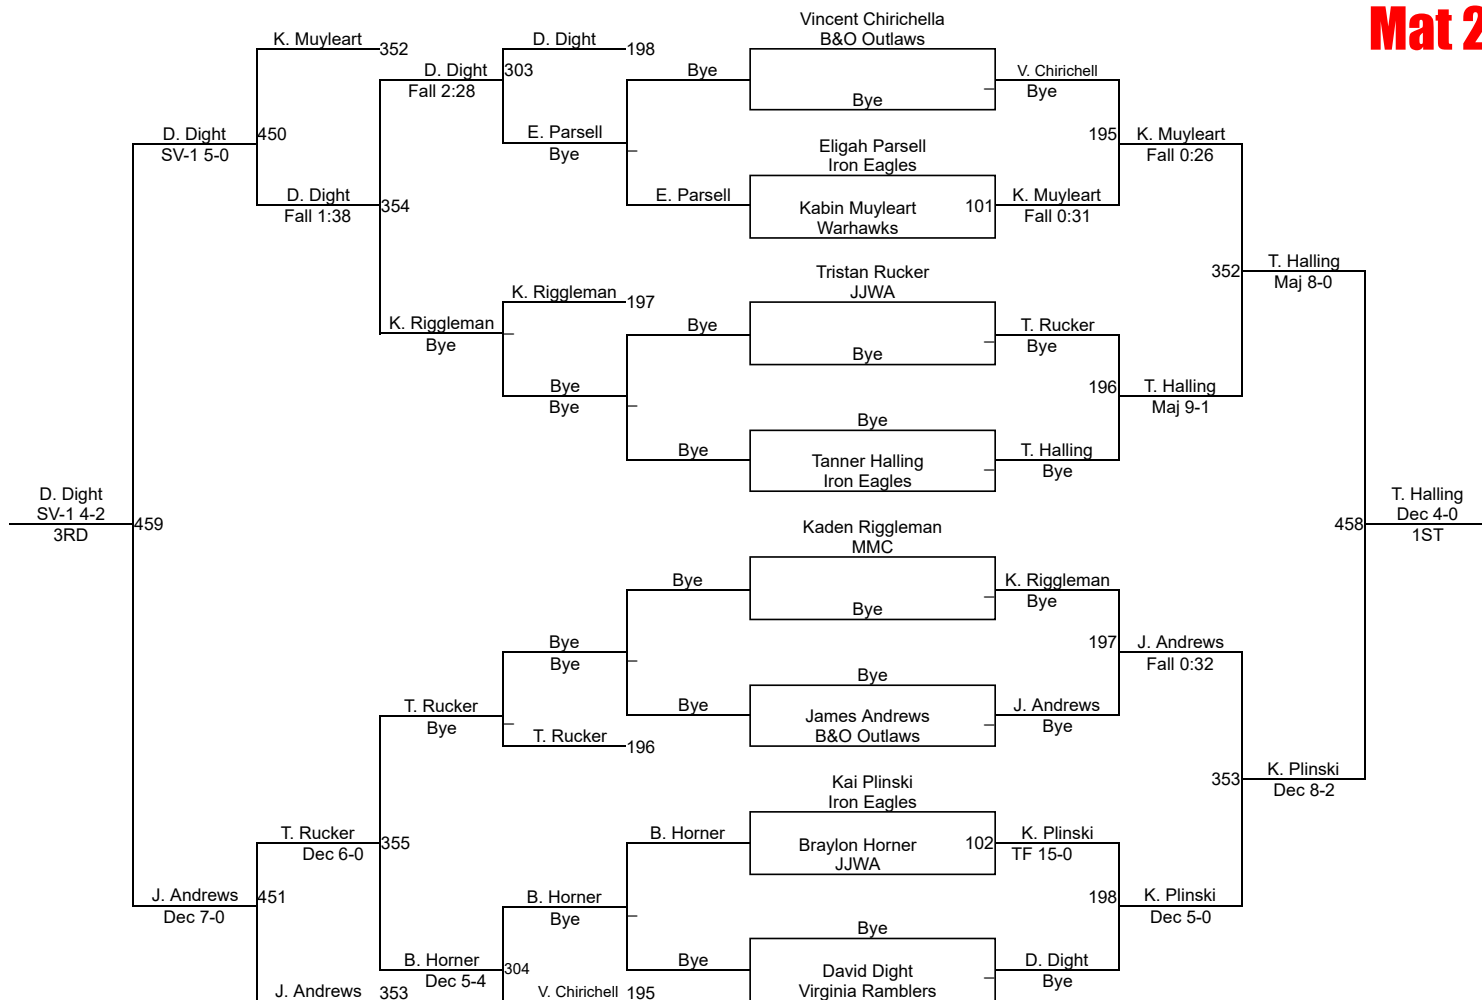 Mat 2
Vincent Chirichella
B&O Outlaws
K. Muyleart
352
D. Dight
198
D. Dight
303
Fall 2:28
Bye
Bye
V. Chirichell
Bye
D. Dight
450
SV-1 5-0
E. Parsell
Bye
Eligah Parsell
Iron Eagles
195
K. Muyleart
Fall 0:26
D. Dight
354
Fall 1:38
E. Parsell
Kabin Muyleart
Warhawks
101
K. Muyleart
Fall 0:31
Tristan Rucker
JJWA
352
T. Halling
Maj 8-0
K. Riggleman
197
K. Riggleman
Bye
Bye
Bye
T. Rucker
Bye
Bye
Bye
196
T. Halling
Maj 9-1
Bye
Bye
Tanner Halling
Iron Eagles
T. Halling
Bye
D. Dight
SV-1 4-2
3RD
459
458
T. Halling
Dec 4-0
1ST
Kaden Riggleman
MMC
Bye
Bye
K. Riggleman
Bye
Bye
Bye
197
J. Andrews
Fall 0:32
Bye
T. Rucker
Bye
Bye
James Andrews
B&O Outlaws
J. Andrews
Bye
T. Rucker
196
Kai Plinski
Iron Eagles
353
K. Plinski
Dec 8-2
T. Rucker
355
Dec 6-0
B. Horner
Braylon Horner
JJWA
102
K. Plinski
TF 15-0
J. Andrews
451
Dec 7-0
B. Horner
Bye
198
K. Plinski
Dec 5-0
Bye
B. Horner
304
Dec 5-4
Bye
David Dight
Virginia Ramblers
D. Dight
Bye
J. Andrews
353
V. Chirichell
195